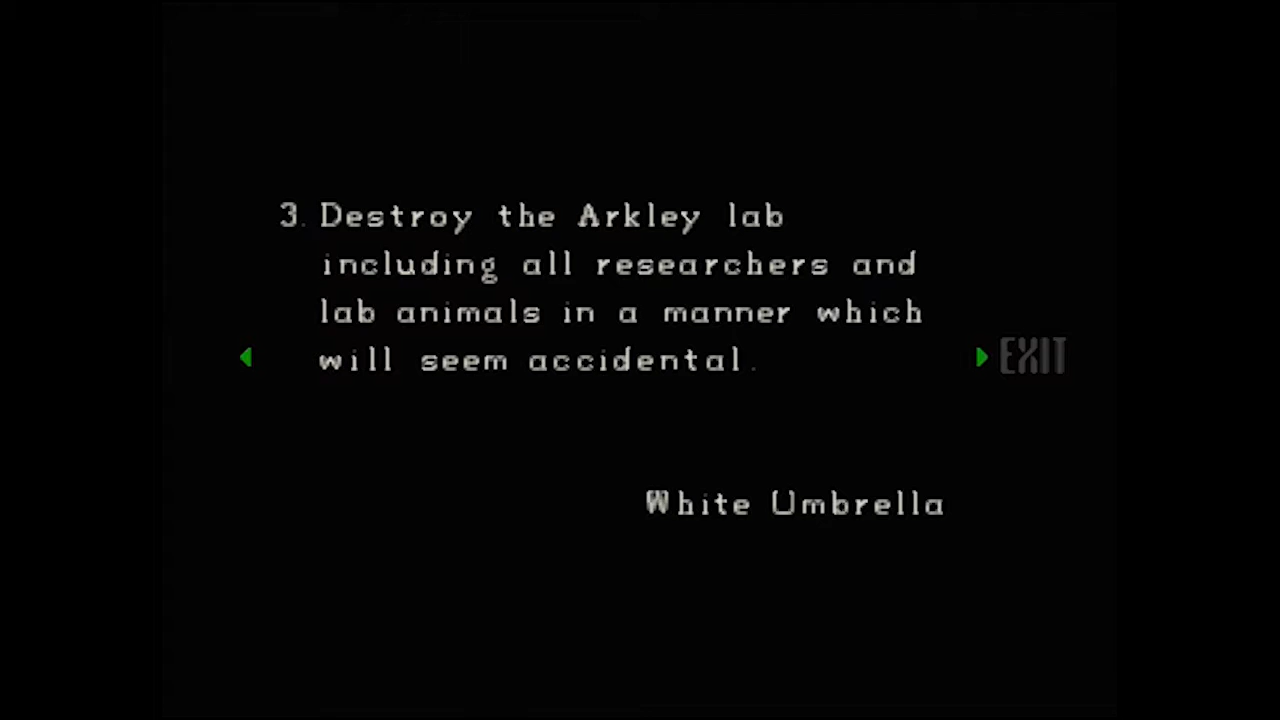 3. Destroy the Arkley lab
including all researchers and
lab animals in a manner which
will seem accidental.
EXIT
White Umbrella